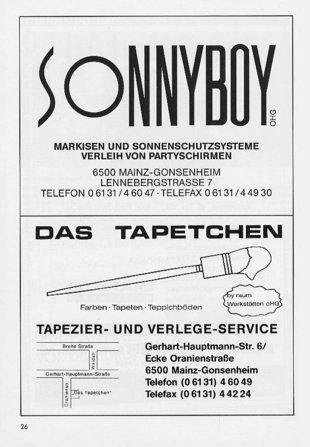 SONNYBOY OHG
MARKISEN UND SONNENSCHUTZSYSTEME
VERLEIH VON PARTYSCHIRMEN
6500 MAINZ-GONSENHEIM
LENNEBERGSTRASSE 7
TELEFON 0 61 31 / 4 60 47 · TELEFAX 0 61 31 / 4 49 30
DAS TAPETCHEN
by raum
Werkstätten oHG
Farben · Tapeten · Teppichböden
TAPEZIER- UND VERLEGE-SERVICE
Breite Straße
Gerhart-Hauptmann-Straße
„Das Tapetchen"
Gerhart-Hauptmann-Str. 6/
Ecke Oranienstraße
6500 Mainz-Gonsenheim
Telefon (0 61 31) 4 60 49
Telefax (0 61 31) 4 42 24
26